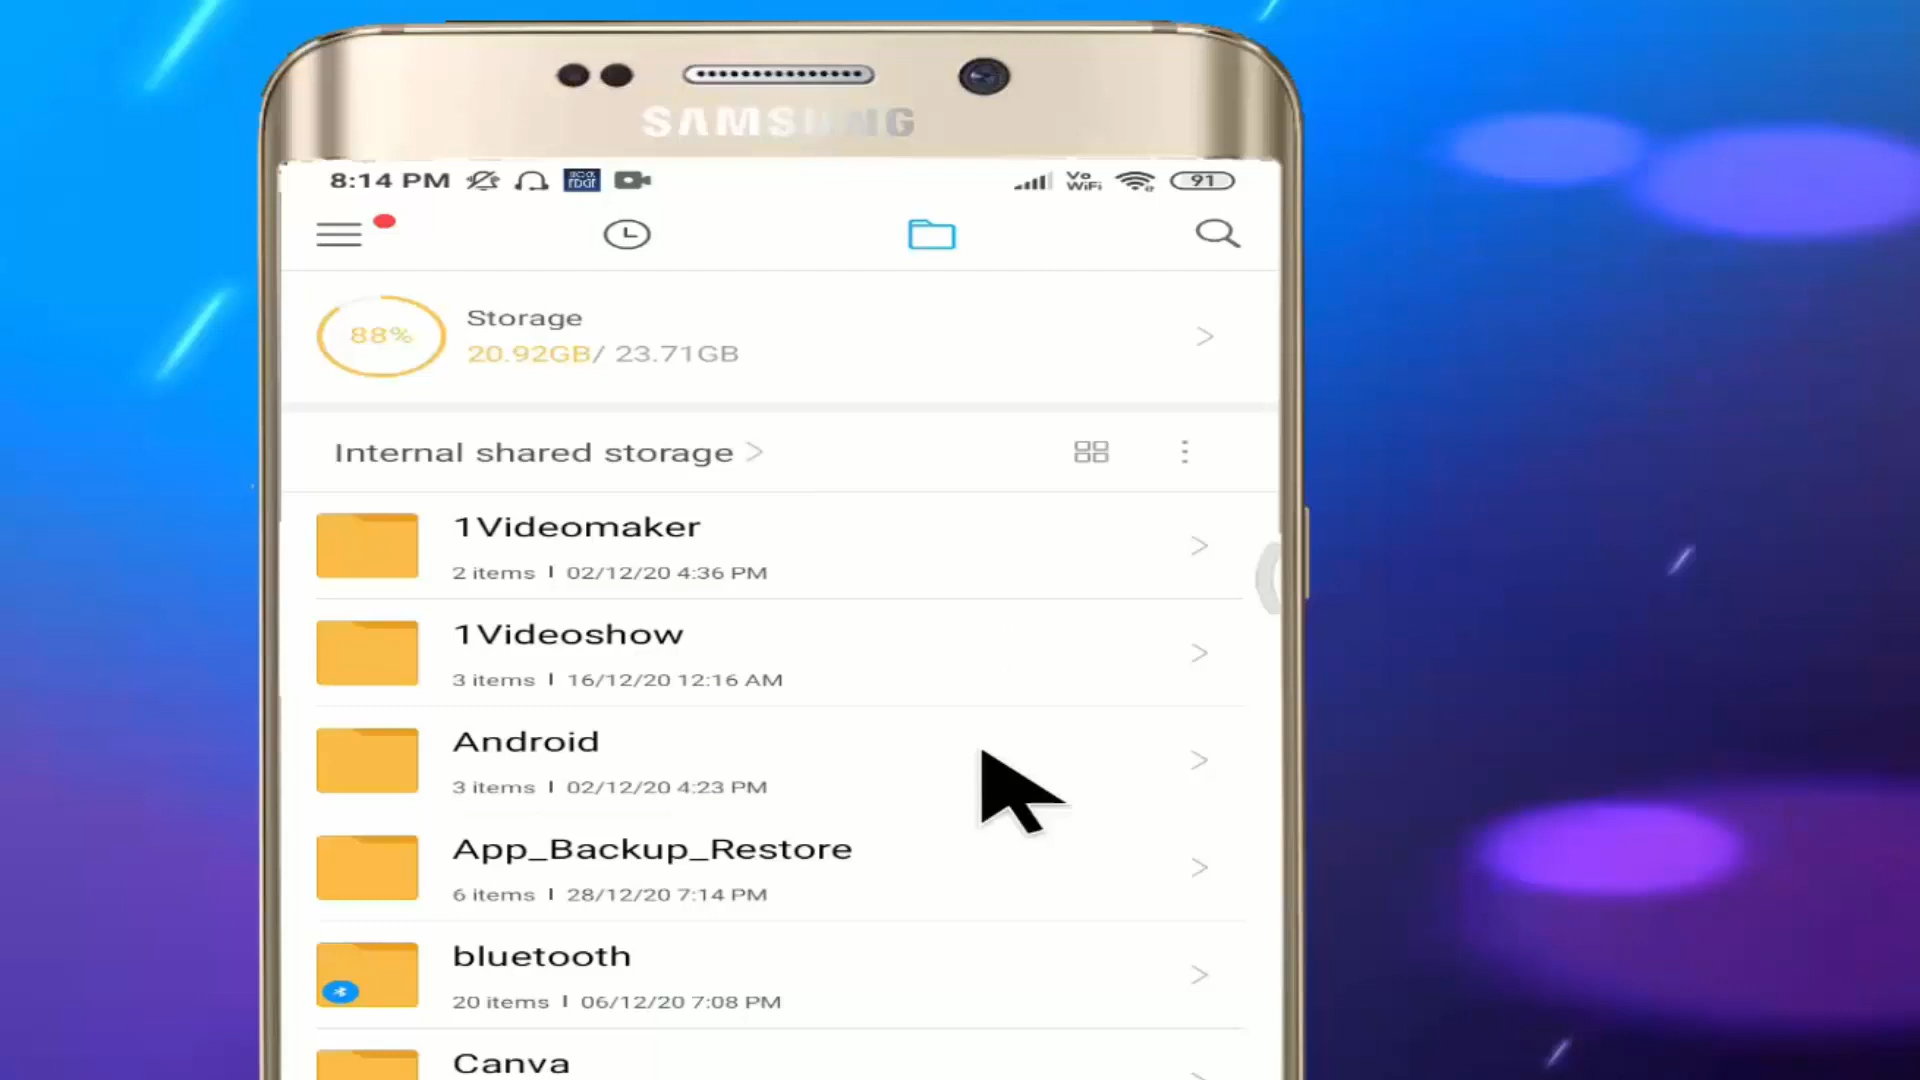 SAMSUNG
8:14 PM Vo WiFi 91
88%
Storage
20.92GB/ 23.71GB
Internal shared storage >
1Videomaker
2 items | 02/12/20 4:36 PM
1Videoshow
3 items | 16/12/20 12:16 AM
Android
3 items | 02/12/20 4:23 PM
App_Backup_Restore
6 items | 28/12/20 7:14 PM
bluetooth
20 items | 06/12/20 7:08 PM
Canva